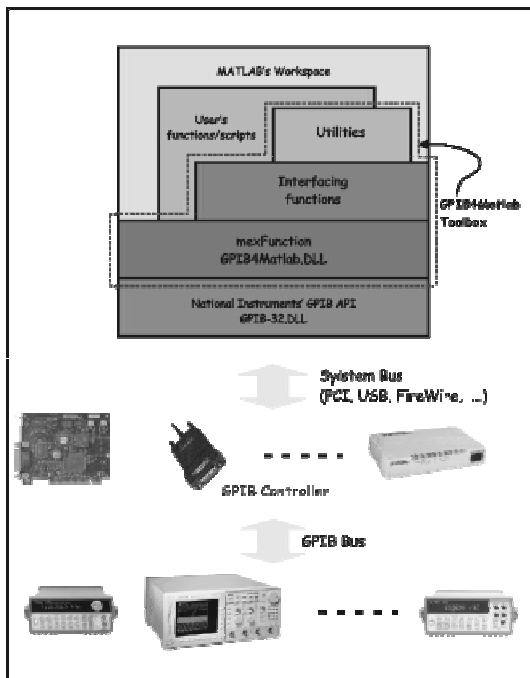 MATLAB's Workspace
User's
functions/scripts
Utilities
Interfacing
functions
GPIB4Matlab
Toolbox
mexFunction
GPIB4Matlab.DLL
National Instruments' GPIB API
GPIB-32.DLL
System Bus
(PCI, USB, FireWire, ...)
GPIB Controller
GPIB Bus